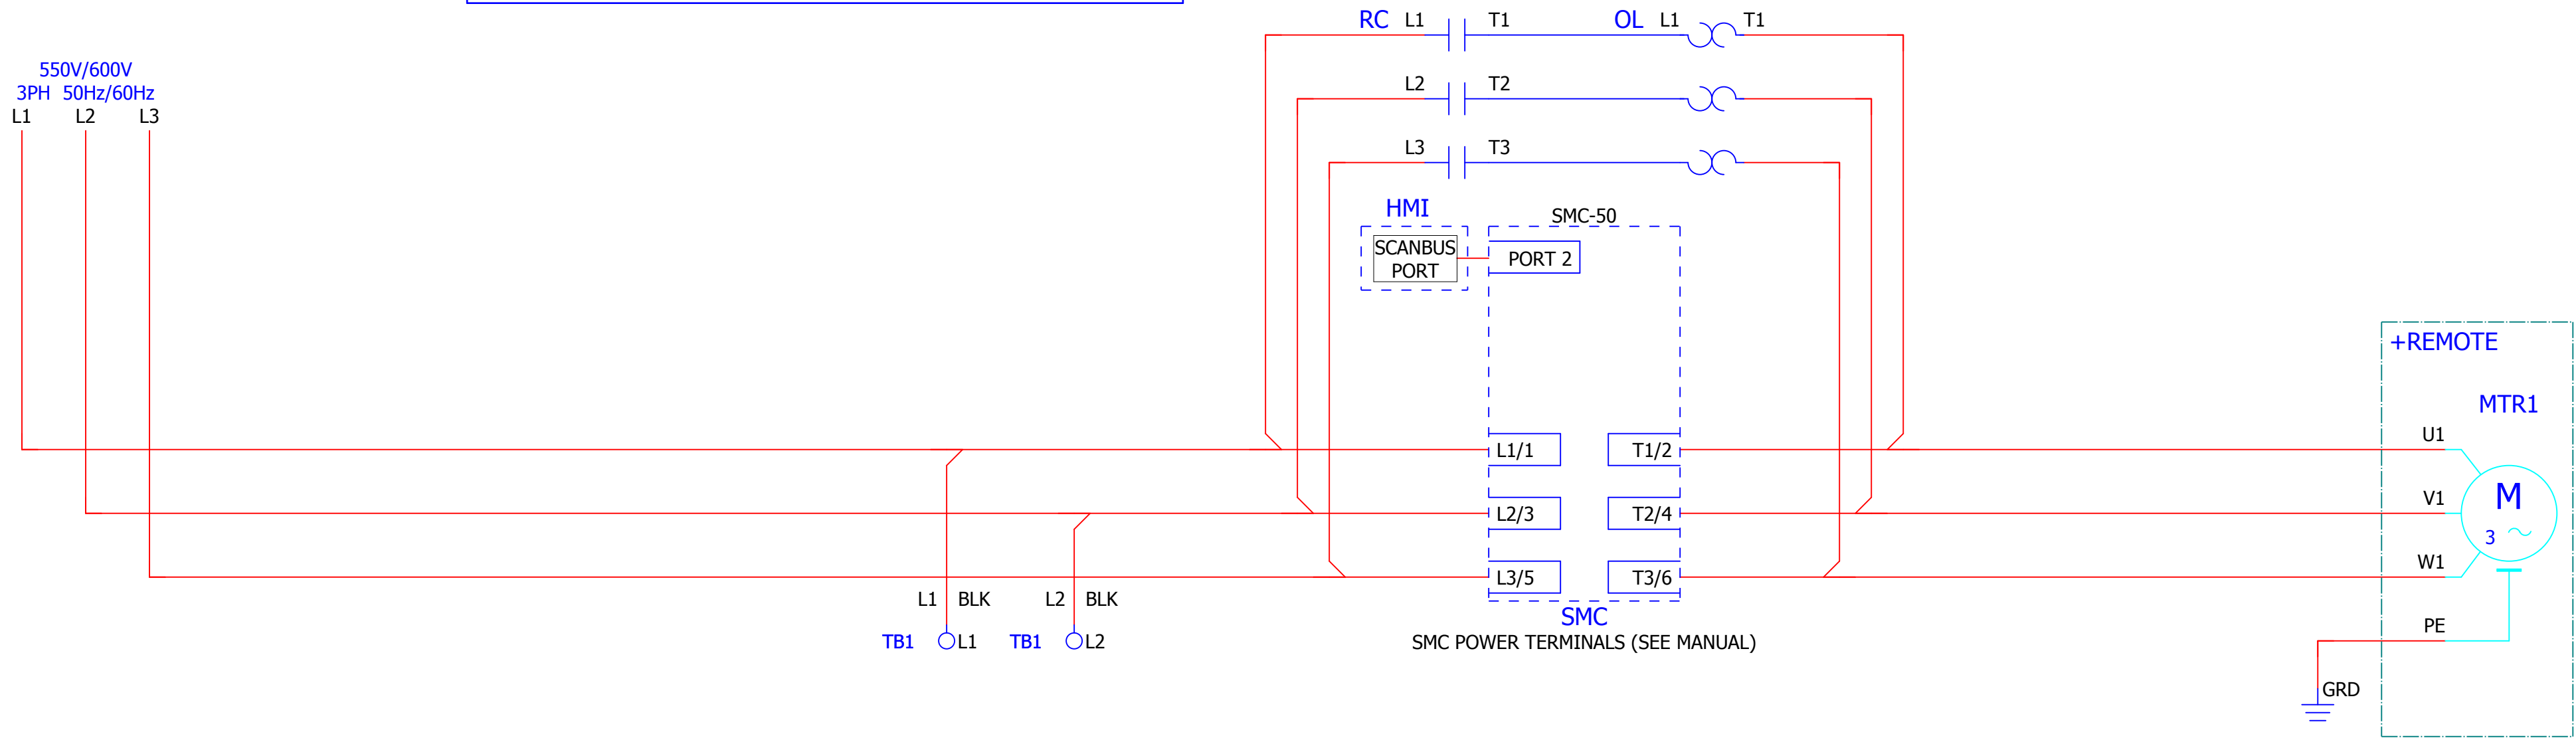 RC L1 T1 OL L1 T1
550V/600V
3PH 50Hz/60Hz
L1 L2 L3
L2 T2
L3 T3
HMI
SCANBUS
PORT
SMC-50
PORT 2
+REMOTE
MTR1
L1/1 T1/2 U1
L2/3 T2/4 V1
M
3 ~
L3/5 T3/6 W1
L1 BLK L2 BLK
SMC
TB1 L1 TB1 L2
SMC POWER TERMINALS (SEE MANUAL)
PE
GRD